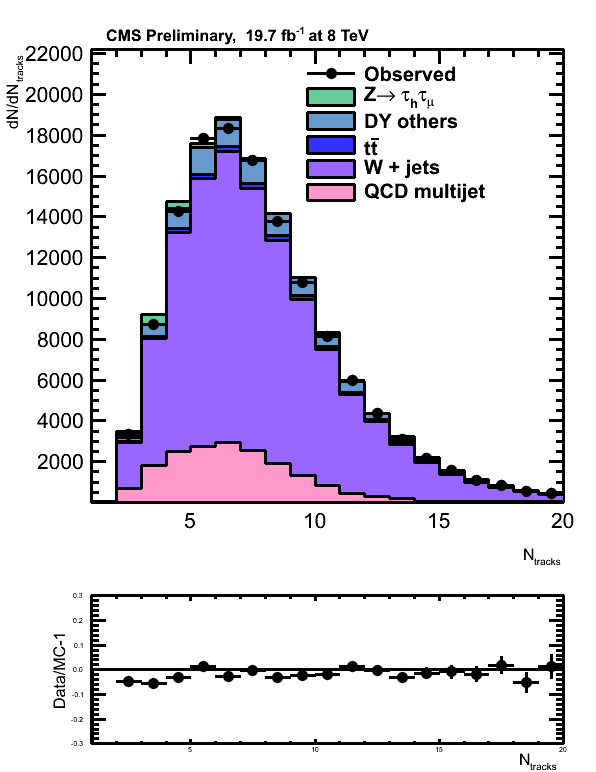 CMS Preliminary, 19.7 fb⁻¹ at 8 TeV
dN/dN_tracks
22000
20000
18000
16000
14000
12000
10000
8000
6000
4000
2000
Observed
Z→ τ_h τ_μ
DY others
tt̄
W + jets
QCD multijet
5 10 15 20
N_tracks
Data/MC-1
0.3
0.2
0.1
0.0
-0.1
-0.2
-0.3
5 10 15 20
N_tracks